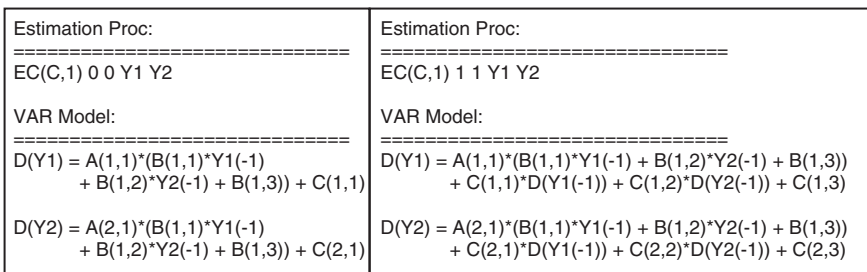 Estimation Proc:
==============================
EC(C,1) 0 0 Y1 Y2
VAR Model:
==============================
D(Y1) = A(1,1)*(B(1,1)*Y1(-1)
+ B(1,2)*Y2(-1) + B(1,3)) + C(1,1)
D(Y2) = A(2,1)*(B(1,1)*Y1(-1)
+ B(1,2)*Y2(-1) + B(1,3)) + C(2,1)
Estimation Proc:
===============================
EC(C,1) 1 1 Y1 Y2
VAR Model:
===============================
D(Y1) = A(1,1)*(B(1,1)*Y1(-1) + B(1,2)*Y2(-1) + B(1,3))
+ C(1,1)*D(Y1(-1)) + C(1,2)*D(Y2(-1)) + C(1,3)
D(Y2) = A(2,1)*(B(1,1)*Y1(-1) + B(1,2)*Y2(-1) + B(1,3))
+ C(2,1)*D(Y1(-1)) + C(2,2)*D(Y2(-1)) + C(2,3)